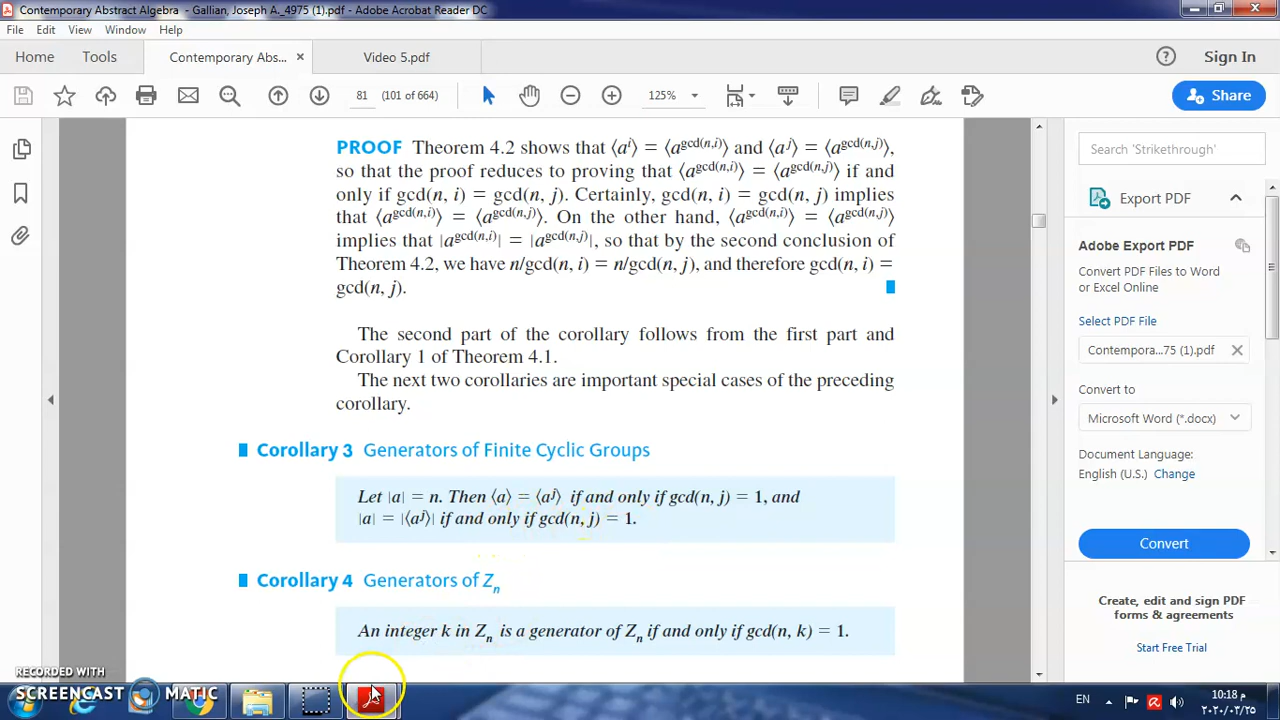 Contemporary Abstract Algebra - Gallian, Joseph A._4975 (1).pdf - Adobe Acrobat Reader DC
File Edit View Window Help
Home Tools Contemporary Abs... × Video 5.pdf Sign In
81 (101 of 664) 125% Share
PROOF Theorem 4.2 shows that ⟨aⁱ⟩ = ⟨a^gcd(n,i)⟩ and ⟨a^j⟩ = ⟨a^gcd(n,j)⟩,
so that the proof reduces to proving that ⟨a^gcd(n,i)⟩ = ⟨a^gcd(n,j)⟩ if and
only if gcd(n, i) = gcd(n, j). Certainly, gcd(n, i) = gcd(n, j) implies
that ⟨a^gcd(n,i)⟩ = ⟨a^gcd(n,j)⟩. On the other hand, ⟨a^gcd(n,i)⟩ = ⟨a^gcd(n,j)⟩
implies that |a^gcd(n,i)| = |a^gcd(n,j)|, so that by the second conclusion of
Theorem 4.2, we have n/gcd(n, i) = n/gcd(n, j), and therefore gcd(n, i) =
gcd(n, j).
The second part of the corollary follows from the first part and
Corollary 1 of Theorem 4.1.
The next two corollaries are important special cases of the preceding
corollary.
Corollary 3 Generators of Finite Cyclic Groups
Let |a| = n. Then ⟨a⟩ = ⟨a^j⟩ if and only if gcd(n, j) = 1, and
|a| = |⟨a^j⟩| if and only if gcd(n, j) = 1.
Corollary 4 Generators of Zₙ
An integer k in Zₙ is a generator of Zₙ if and only if gcd(n, k) = 1.
Search 'Strikethrough'
Export PDF
Adobe Export PDF
Convert PDF Files to Word
or Excel Online
Select PDF File
Contempora...75 (1).pdf ×
Convert to
Microsoft Word (*.docx)
Document Language:
English (U.S.) Change
Convert
Create, edit and sign PDF
forms & agreements
Start Free Trial
RECORDED WITH
SCREENCAST MATIC
EN
10:18 م
٢٠٢٠/٠٣/٢٥